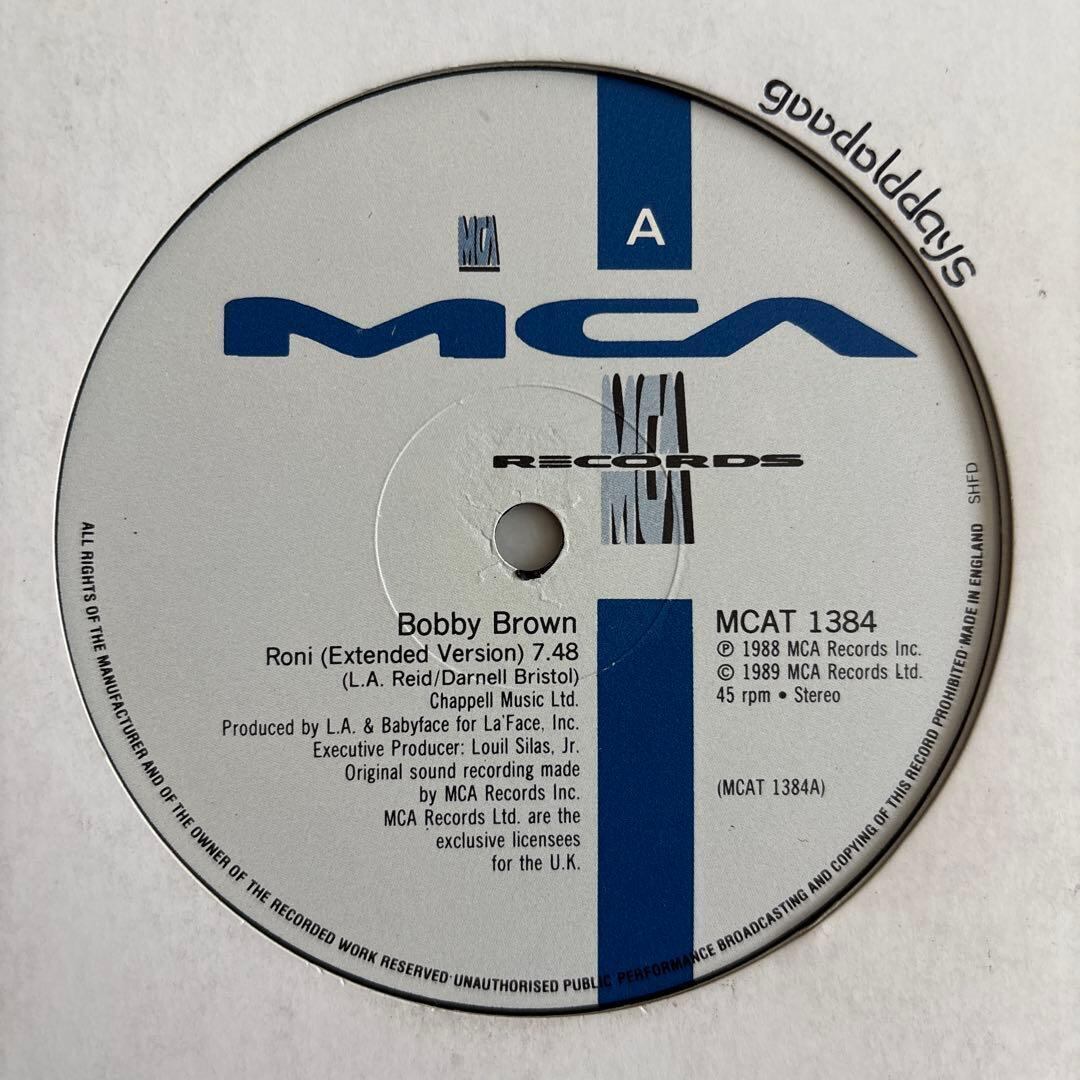 goodolddays
A
MCA
MCA
MCA
RECORDS
MCA
SHFD
Bobby Brown
Roni (Extended Version) 7.48
(L.A. Reid/Darnell Bristol)
Chappell Music Ltd.
Produced by L.A. & Babyface for La'Face, Inc.
Executive Producer: Louil Silas, Jr.
Original sound recording made
by MCA Records Inc.
MCA Records Ltd. are the
exclusive licensees
for the U.K.
MCAT 1384
℗ 1988 MCA Records Inc.
© 1989 MCA Records Ltd.
45 rpm • Stereo
(MCAT 1384A)
ALL RIGHTS OF THE MANUFACTURER AND OF THE OWNER OF THE RECORDED WORK RESERVED·UNAUTHORISED PUBLIC PERFORMANCE BROADCASTING AND COPYING OF THIS RECORD PROHIBITED·MADE IN ENGLAND